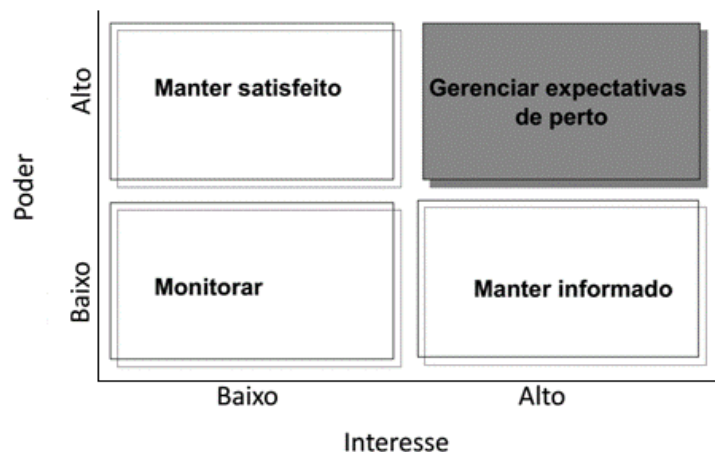 Poder
Alto
Manter satisfeito
Gerenciar expectativas
de perto
Baixo
Monitorar
Manter informado
Baixo
Alto
Interesse